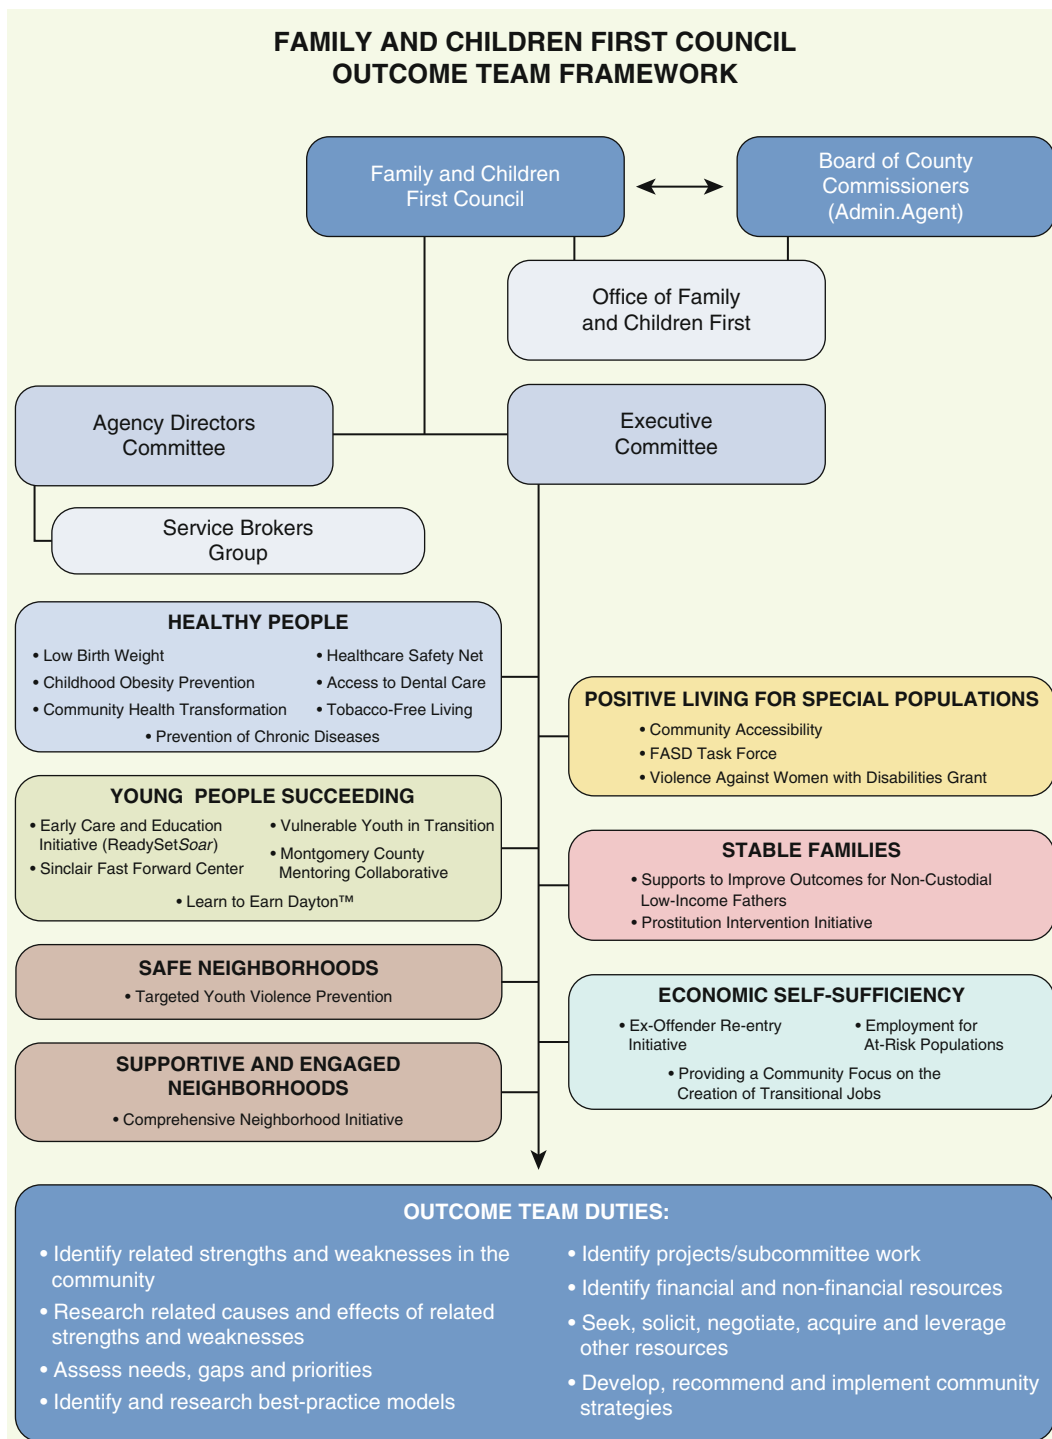 FAMILY AND CHILDREN FIRST COUNCIL
OUTCOME TEAM FRAMEWORK
Family and Children
First Council
Board of County
Commissioners
(Admin.Agent)
Office of Family
and Children First
Agency Directors
Committee
Executive
Committee
Service Brokers
Group
HEALTHY PEOPLE
• Low Birth Weight
• Childhood Obesity Prevention
• Community Health Transformation
• Healthcare Safety Net
• Access to Dental Care
• Tobacco-Free Living
• Prevention of Chronic Diseases
POSITIVE LIVING FOR SPECIAL POPULATIONS
• Community Accessibility
• FASD Task Force
• Violence Against Women with Disabilities Grant
YOUNG PEOPLE SUCCEEDING
• Early Care and Education
Initiative (ReadySetSoar)
• Sinclair Fast Forward Center
• Vulnerable Youth in Transition
• Montgomery County
Mentoring Collaborative
• Learn to Earn Dayton™
STABLE FAMILIES
• Supports to Improve Outcomes for Non-Custodial
Low-Income Fathers
• Prostitution Intervention Initiative
SAFE NEIGHBORHOODS
• Targeted Youth Violence Prevention
ECONOMIC SELF-SUFFICIENCY
• Ex-Offender Re-entry
Initiative
• Employment for
At-Risk Populations
• Providing a Community Focus on the
Creation of Transitional Jobs
SUPPORTIVE AND ENGAGED
NEIGHBORHOODS
• Comprehensive Neighborhood Initiative
OUTCOME TEAM DUTIES:
• Identify related strengths and weaknesses in the
community
• Research related causes and effects of related
strengths and weaknesses
• Assess needs, gaps and priorities
• Identify and research best-practice models
• Identify projects/subcommittee work
• Identify financial and non-financial resources
• Seek, solicit, negotiate, acquire and leverage
other resources
• Develop, recommend and implement community
strategies